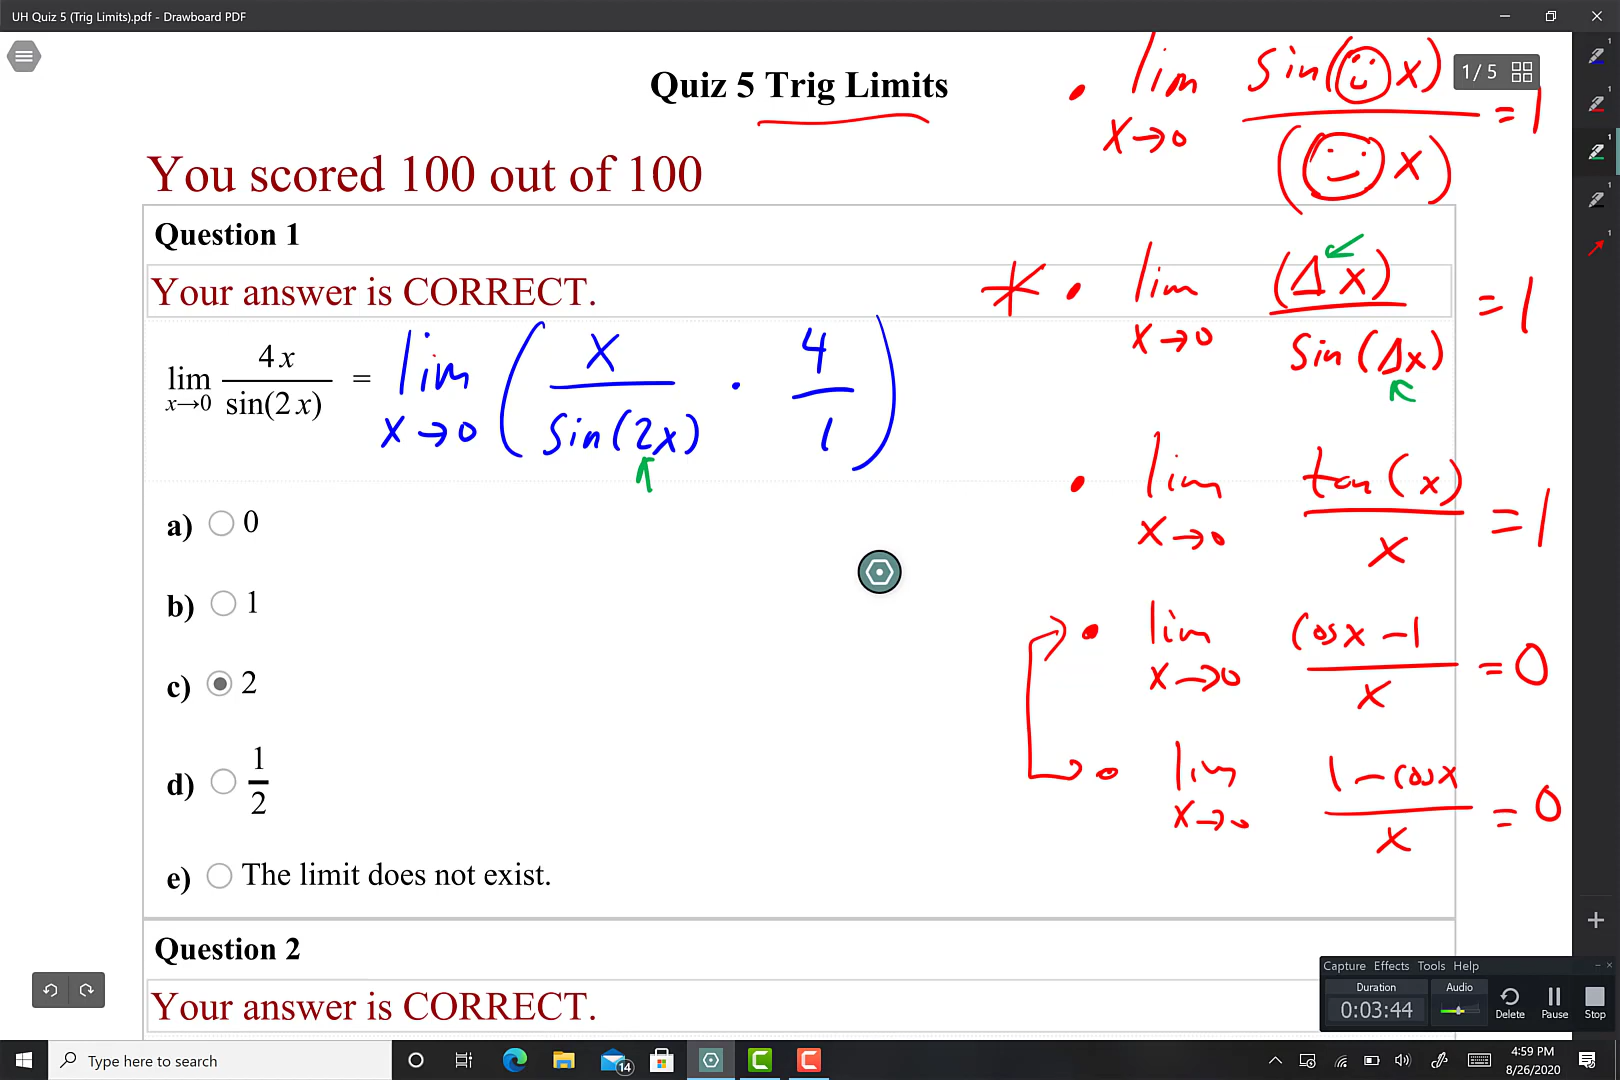 UH Quiz 5 (Trig Limits).pdf - Drawboard PDF
Quiz 5 Trig Limits
1 / 5
• lim x→0 sin(☺x) / (☺x) = 1
You scored 100 out of 100
Question 1
Your answer is CORRECT.
* • lim x→0 (Δx) / sin(Δx) = 1
lim x→0 4x / sin(2x) = lim x→0 ( x / sin(2x) · 4 / 1 )
• lim x→0 tan(x) / x = 1
a) 0
b) 1
• lim x→0 cosx - 1 / x = 0
c) 2
d) 1/2
• lim x→0 1 - cosx / x = 0
e) The limit does not exist.
Question 2
Your answer is CORRECT.
Capture Effects Tools Help
Duration
0:03:44
Audio
Delete
Pause
Stop
Type here to search
14
4:59 PM
8/26/2020